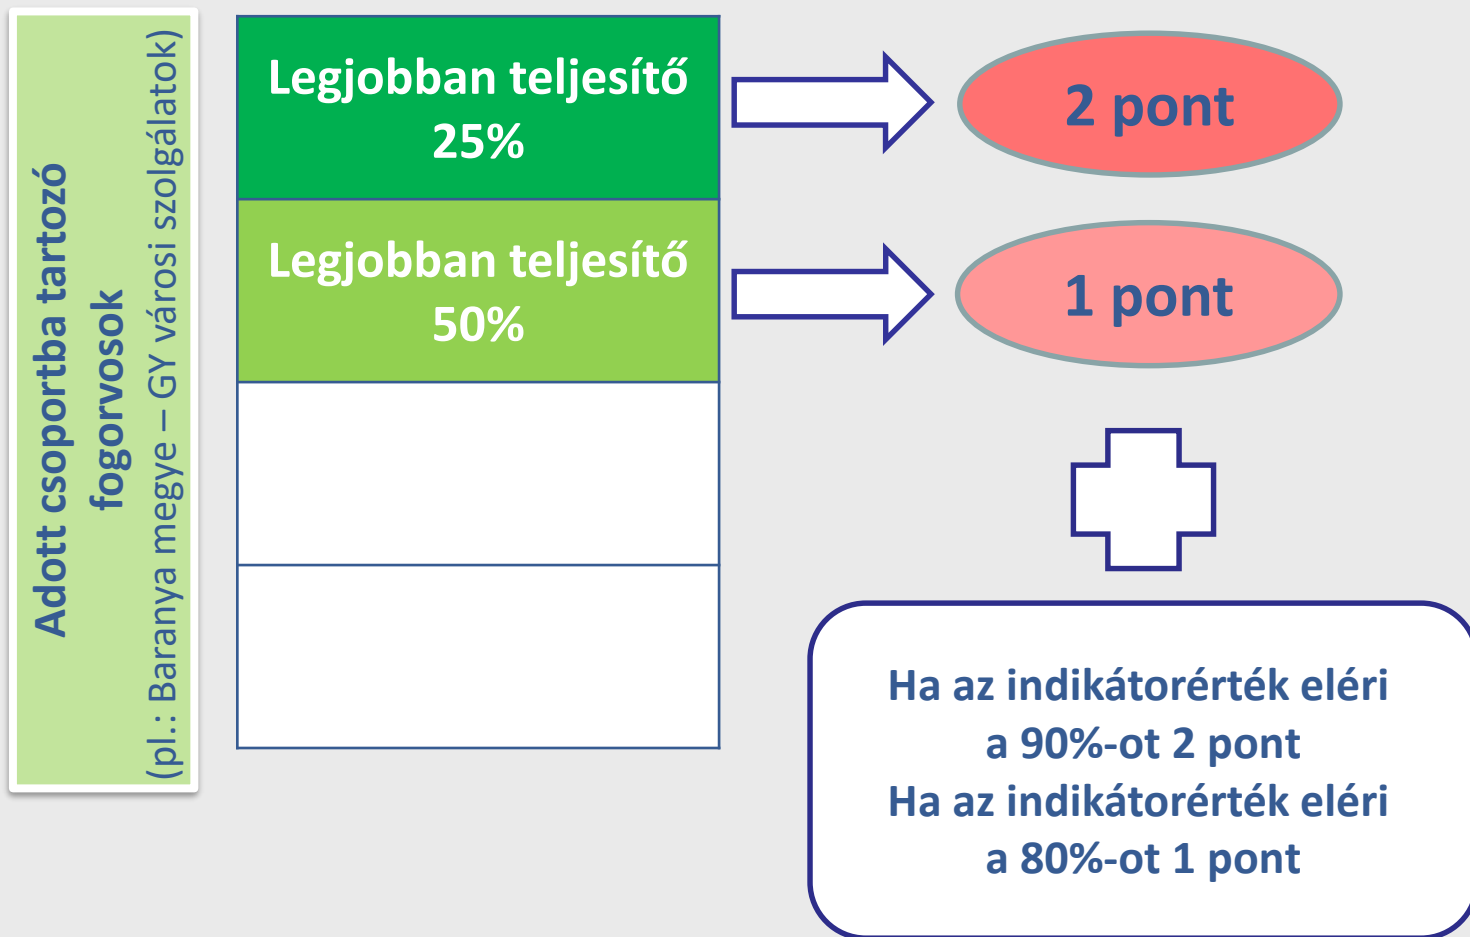 Adott csoportba tartozó
fogorvosok
(pl.: Baranya megye – GY városi szolgálatok)
Legjobban teljesítő
25%
2 pont
Legjobban teljesítő
50%
1 pont
Ha az indikátorérték eléri
a 90%-ot 2 pont
Ha az indikátorérték eléri
a 80%-ot 1 pont